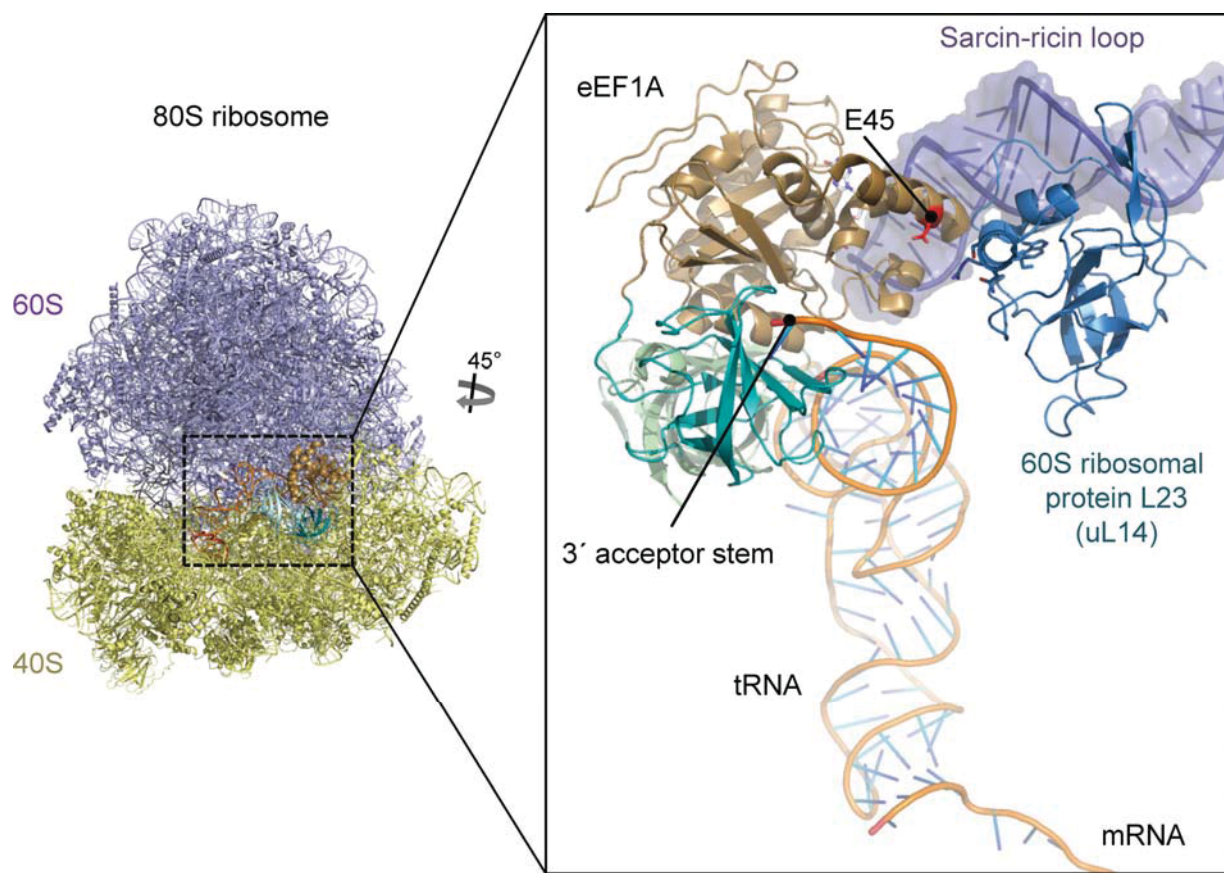 80S ribosome
60S
40S
45°
Sarcin-ricin loop
eEF1A
E45
60S ribosomal
protein L23
(uL14)
3´ acceptor stem
tRNA
mRNA